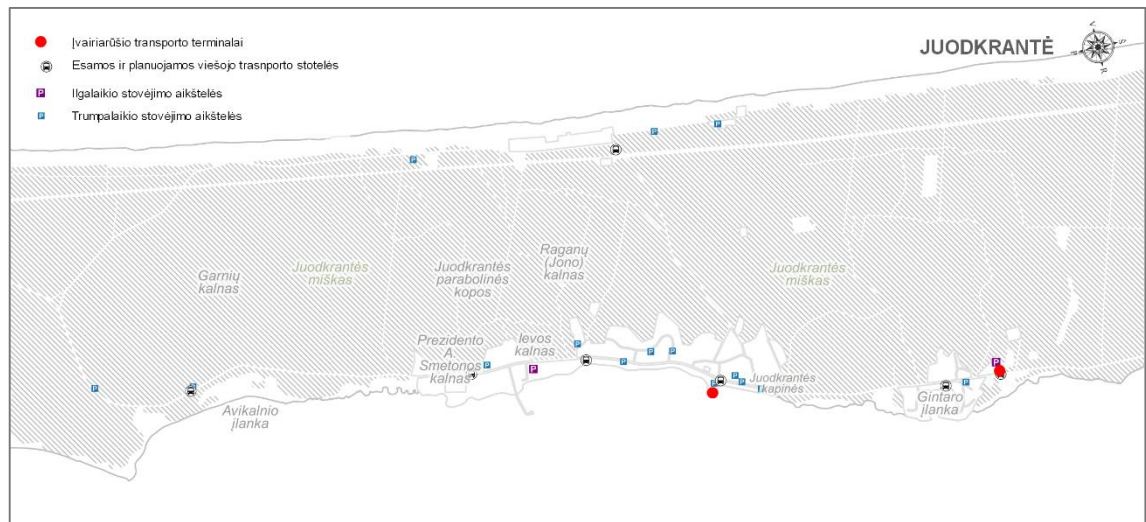 Įvairiarūšio transporto terminalai
Esamos ir planuojamos viešojo trasnporto stotelės
Ilgalaikio stovėjimo aikštelės
Trumpalaikio stovėjimo aikštelės
JUODKRANTĖ
Raganų
(Jono)
kalnas
Garnių
kalnas
Juodkrantės
miškas
Juodkrantės
parabolinės
kopos
Juodkrantės
miškas
Prezidento
A.
Smetonos
kalnas
Ievos
kalnas
Juodkrantės
kapinės
Avikalnio
įlanka
Gintaro
įlanka